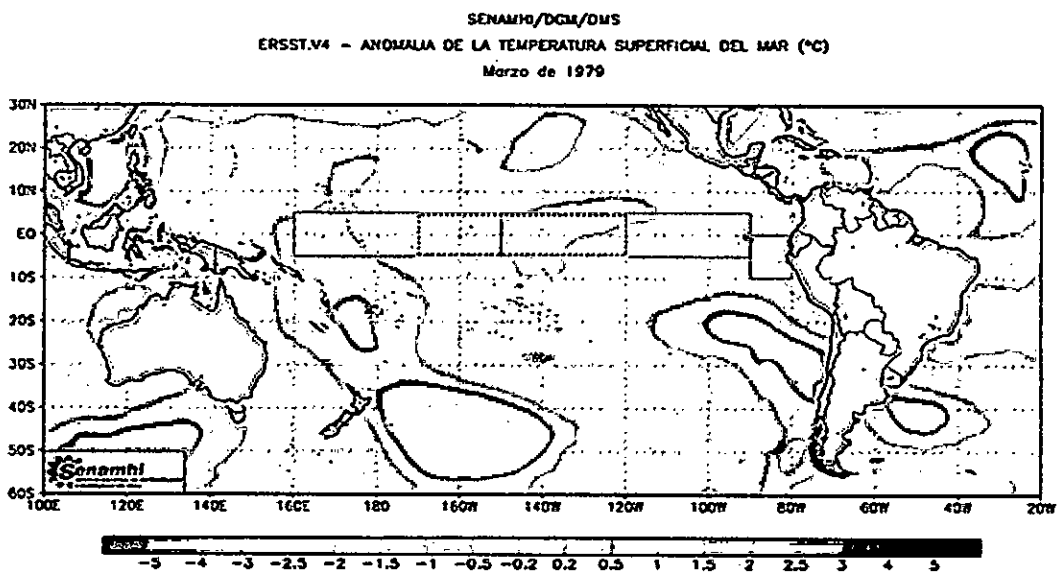 SENAMHI/DGM/DMS
ERSST.V4 - ANOMALIA DE LA TEMPERATURA SUPERFICIAL DEL MAR (°C)
Marzo de 1979
30N
20N
10N
EQ
10S
20S
30S
40S
50S
60S
Senamhi
100E 120E 140E 160E 180 160W 140W 120W 100W 80W 60W 40W 20W
-5 -4 -3 -2.5 -2 -1.5 -1 -0.5 -0.2 0.2 0.5 1 1.5 2 2.5 3 4 5